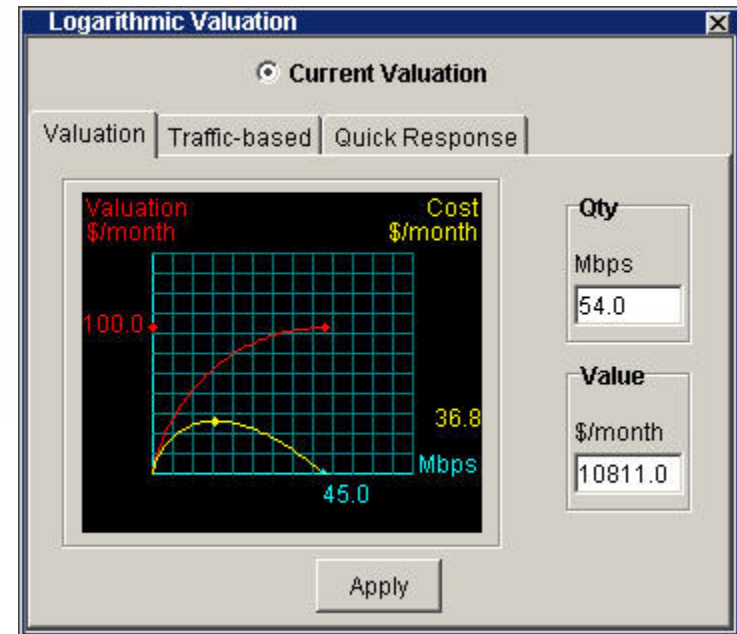 Logarithmic Valuation
Current Valuation
Valuation Traffic-based Quick Response
Valuation
$/month
Cost
$/month
100.0
36.8
Mbps
45.0
Qty
Mbps
54.0
Value
$/month
10811.0
Apply